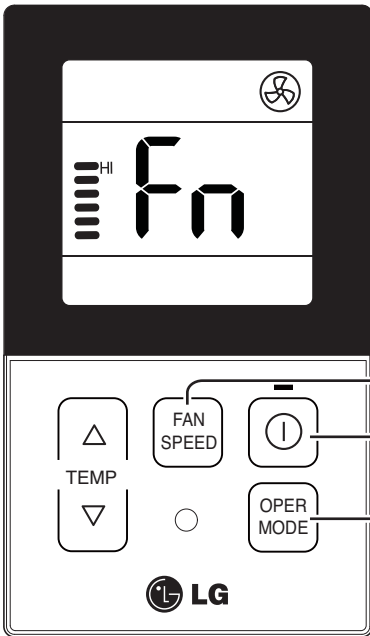 HI
Fn
FAN
SPEED
TEMP
OPER
MODE
LG